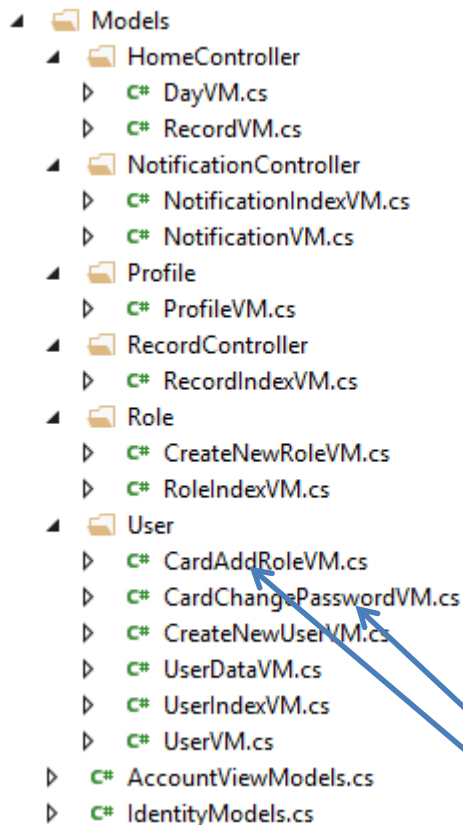 Models
HomeController
C# DayVM.cs
C# RecordVM.cs
NotificationController
C# NotificationIndexVM.cs
C# NotificationVM.cs
Profile
C# ProfileVM.cs
RecordController
C# RecordIndexVM.cs
Role
C# CreateNewRoleVM.cs
C# RoleIndexVM.cs
User
C# CardAddRoleVM.cs
C# CardChangePasswordVM.cs
C# CreateNewUserVM.cs
C# UserDataVM.cs
C# UserIndexVM.cs
C# UserVM.cs
C# AccountViewModels.cs
C# IdentityModels.cs